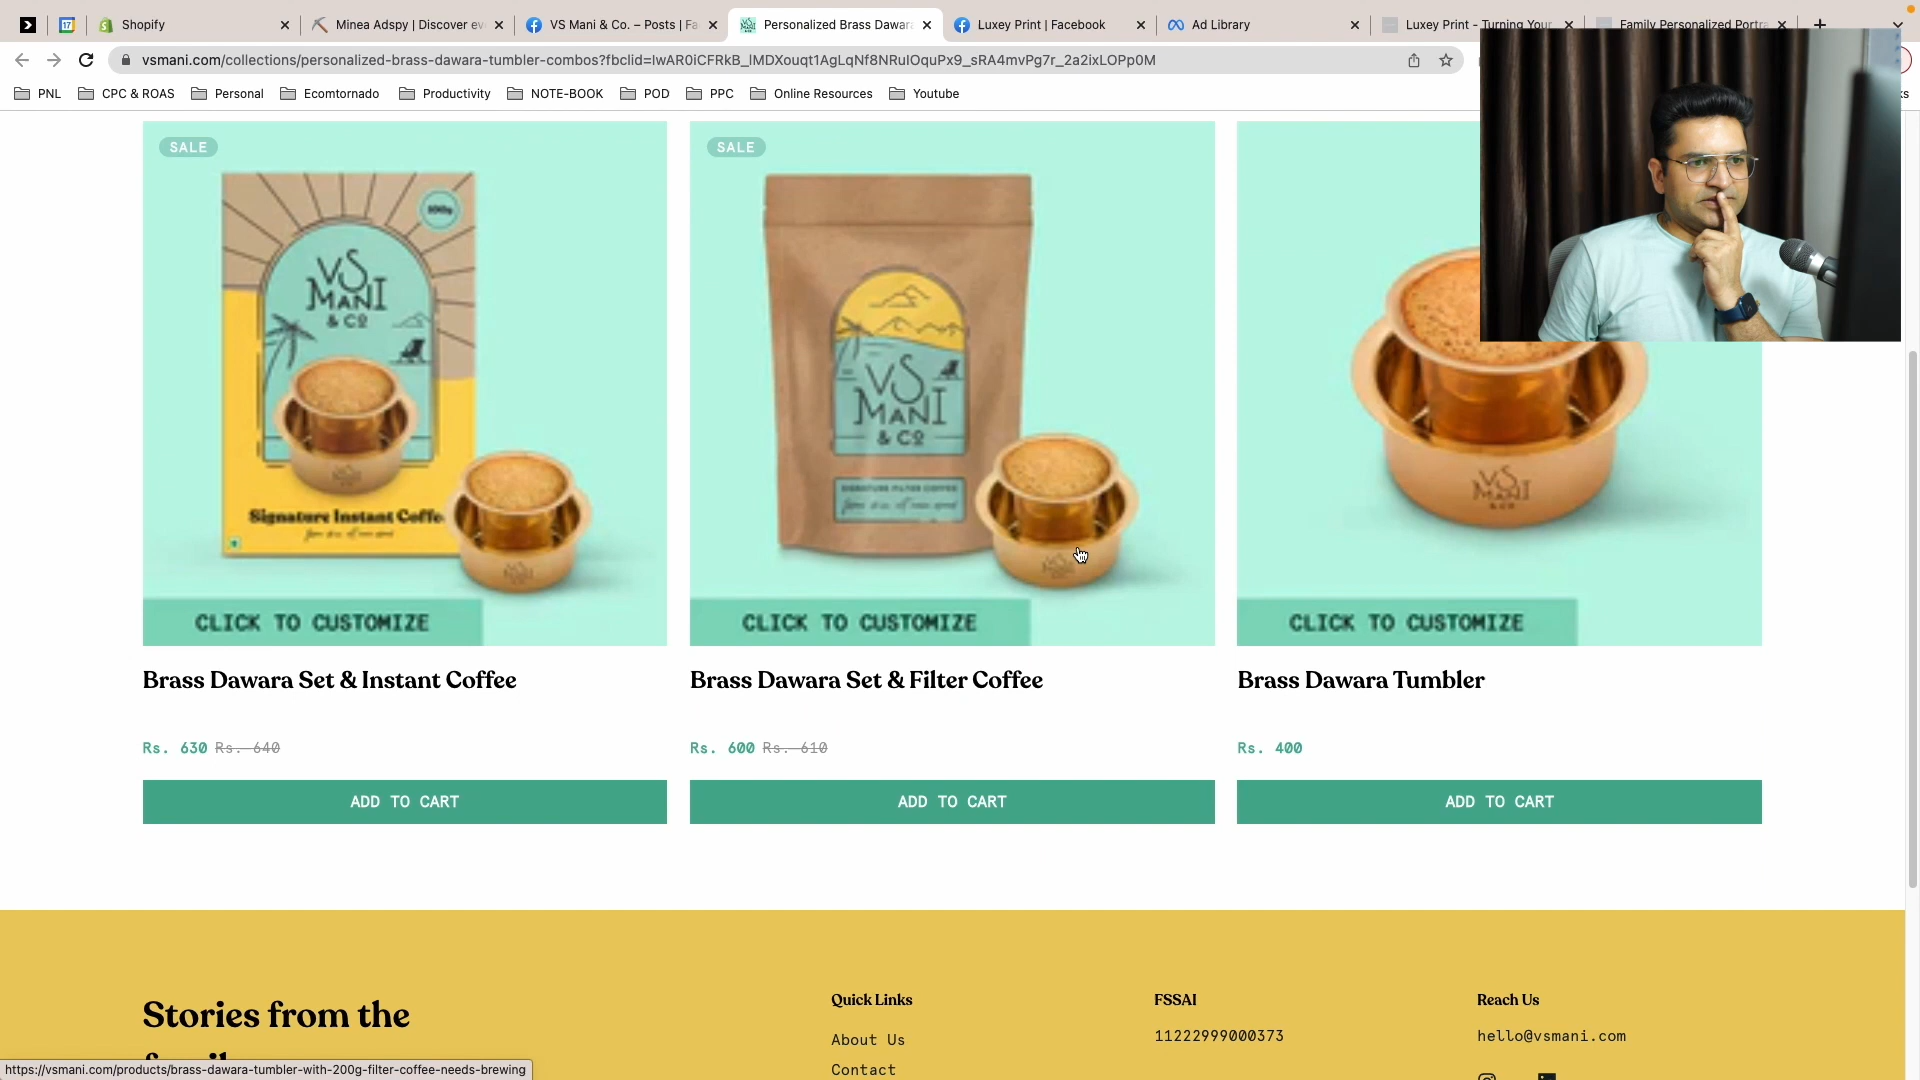 Shopify
Minea Adspy | Discover ev
VS Mani & Co. – Posts | Fa
Personalized Brass Dawara
Luxey Print | Facebook
Ad Library
Luxey Print - Turning Your
Family Personalized Portra
17
vsmani.com/collections/personalized-brass-dawara-tumbler-combos?fbclid=IwAR0iCFRkB_lMDXouqt1AgLqNf8NRuIOquPx9_sRA4mvPg7r_2a2ixLOPp0M
PNL
CPC & ROAS
Personal
Ecomtornado
Productivity
NOTE-BOOK
POD
PPC
Online Resources
Youtube
SALE
100g
VS
MANI
& CO
Signature Instant Coffe
CLICK TO CUSTOMIZE
SALE
VS
MANI
& CO
SIGNATURE FILTER COFFEE
VS
MANI
& CO
CLICK TO CUSTOMIZE
VS
MANI
& CO
CLICK TO CUSTOMIZE
Brass Dawara Set & Instant Coffee
Brass Dawara Set & Filter Coffee
Brass Dawara Tumbler
Rs. 630 Rs. 640
Rs. 600 Rs. 610
Rs. 400
ADD TO CART
ADD TO CART
ADD TO CART
Stories from the
Quick Links
About Us
Contact
FSSAI
11222999000373
Reach Us
hello@vsmani.com
https://vsmani.com/products/brass-dawara-tumbler-with-200g-filter-coffee-needs-brewing